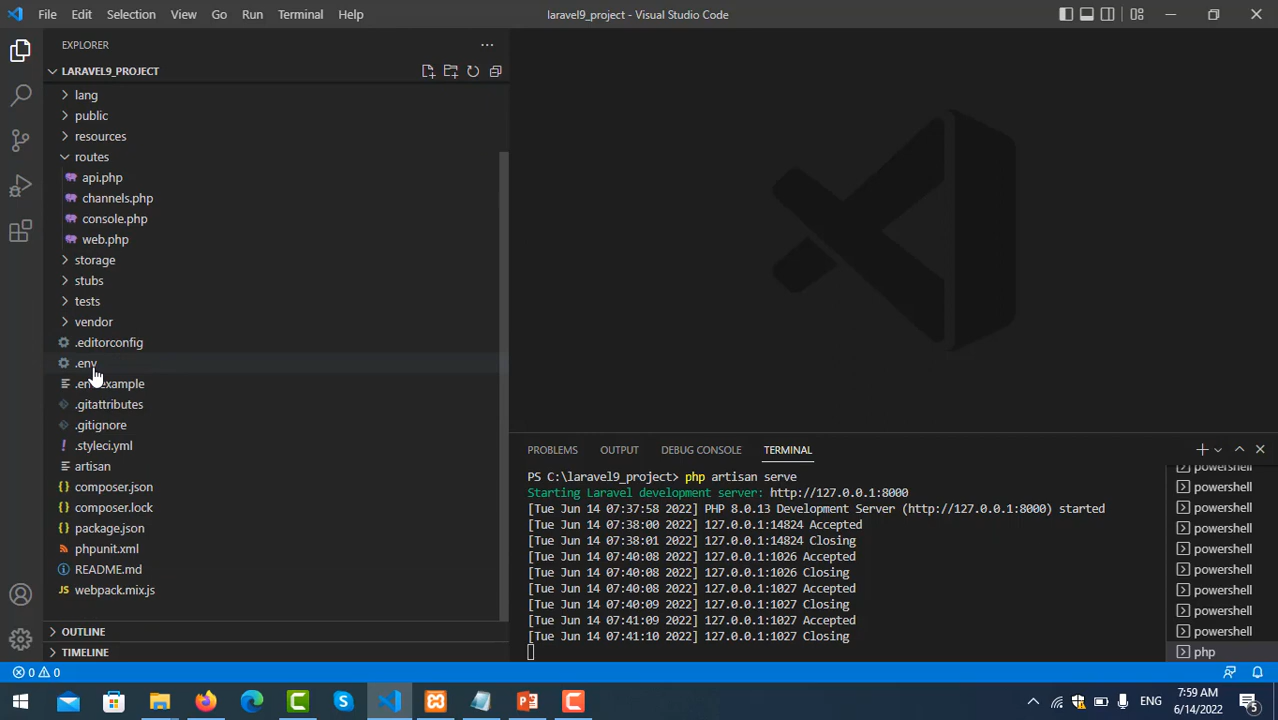 File Edit Selection View Go Run Terminal Help
laravel9_project - Visual Studio Code
EXPLORER
LARAVEL9_PROJECT
lang
public
resources
routes
api.php
channels.php
console.php
web.php
storage
stubs
tests
vendor
.editorconfig
.env
.env.example
.gitattributes
.gitignore
.styleci.yml
artisan
composer.json
composer.lock
package.json
phpunit.xml
README.md
webpack.mix.js
OUTLINE
TIMELINE
PROBLEMS OUTPUT DEBUG CONSOLE TERMINAL
PS C:\laravel9_project> php artisan serve
Starting Laravel development server: http://127.0.0.1:8000
[Tue Jun 14 07:37:58 2022] PHP 8.0.13 Development Server (http://127.0.0.1:8000) started
[Tue Jun 14 07:38:00 2022] 127.0.0.1:14824 Accepted
[Tue Jun 14 07:38:01 2022] 127.0.0.1:14824 Closing
[Tue Jun 14 07:40:08 2022] 127.0.0.1:1026 Accepted
[Tue Jun 14 07:40:08 2022] 127.0.0.1:1026 Closing
[Tue Jun 14 07:40:08 2022] 127.0.0.1:1027 Accepted
[Tue Jun 14 07:40:09 2022] 127.0.0.1:1027 Closing
[Tue Jun 14 07:41:09 2022] 127.0.0.1:1027 Accepted
[Tue Jun 14 07:41:10 2022] 127.0.0.1:1027 Closing
powershell
powershell
powershell
powershell
powershell
powershell
powershell
powershell
powershell
php
0 0
ENG
7:59 AM
6/14/2022
5